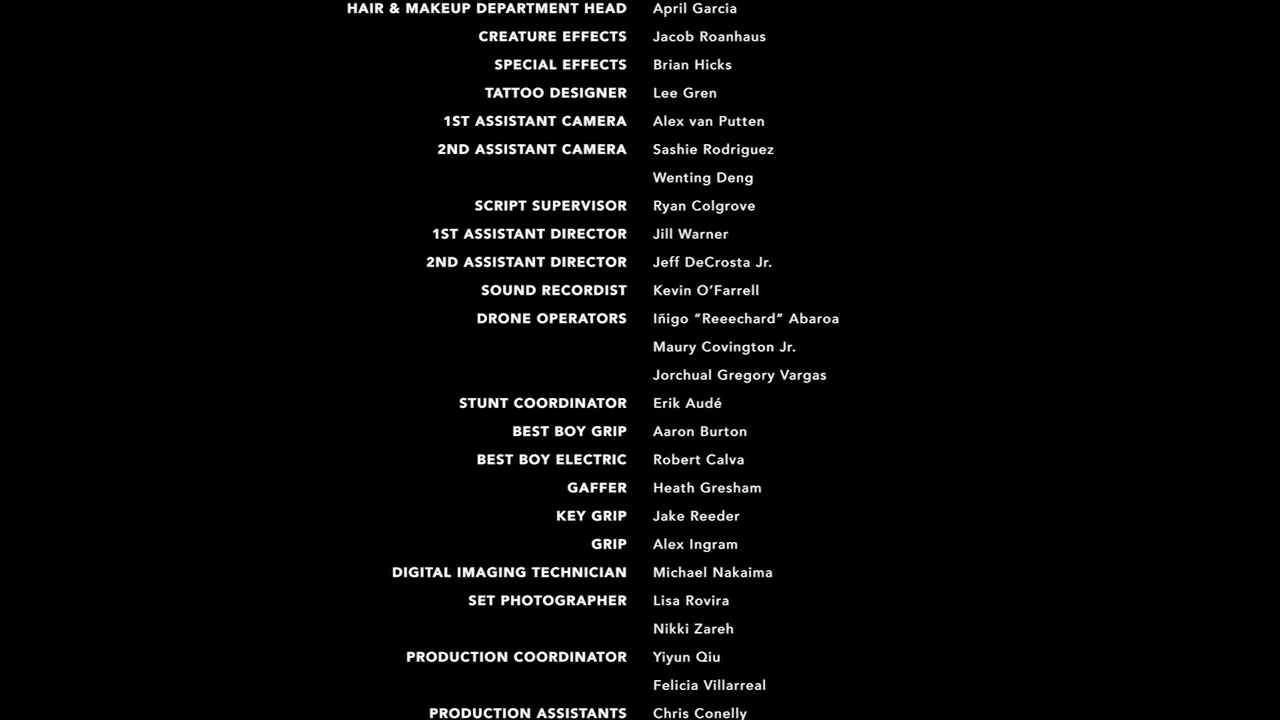 HAIR & MAKEUP DEPARTMENT HEAD April Garcia
CREATURE EFFECTS Jacob Roanhaus
SPECIAL EFFECTS Brian Hicks
TATTOO DESIGNER Lee Gren
1ST ASSISTANT CAMERA Alex van Putten
2ND ASSISTANT CAMERA Sashie Rodriguez
Wenting Deng
SCRIPT SUPERVISOR Ryan Colgrove
1ST ASSISTANT DIRECTOR Jill Warner
2ND ASSISTANT DIRECTOR Jeff DeCrosta Jr.
SOUND RECORDIST Kevin O’Farrell
DRONE OPERATORS Iñigo “Reeechard” Abaroa
Maury Covington Jr.
Jorchual Gregory Vargas
STUNT COORDINATOR Erik Audé
BEST BOY GRIP Aaron Burton
BEST BOY ELECTRIC Robert Calva
GAFFER Heath Gresham
KEY GRIP Jake Reeder
GRIP Alex Ingram
DIGITAL IMAGING TECHNICIAN Michael Nakaima
SET PHOTOGRAPHER Lisa Rovira
Nikki Zareh
PRODUCTION COORDINATOR Yiyun Qiu
Felicia Villarreal
PRODUCTION ASSISTANTS Chris Conelly